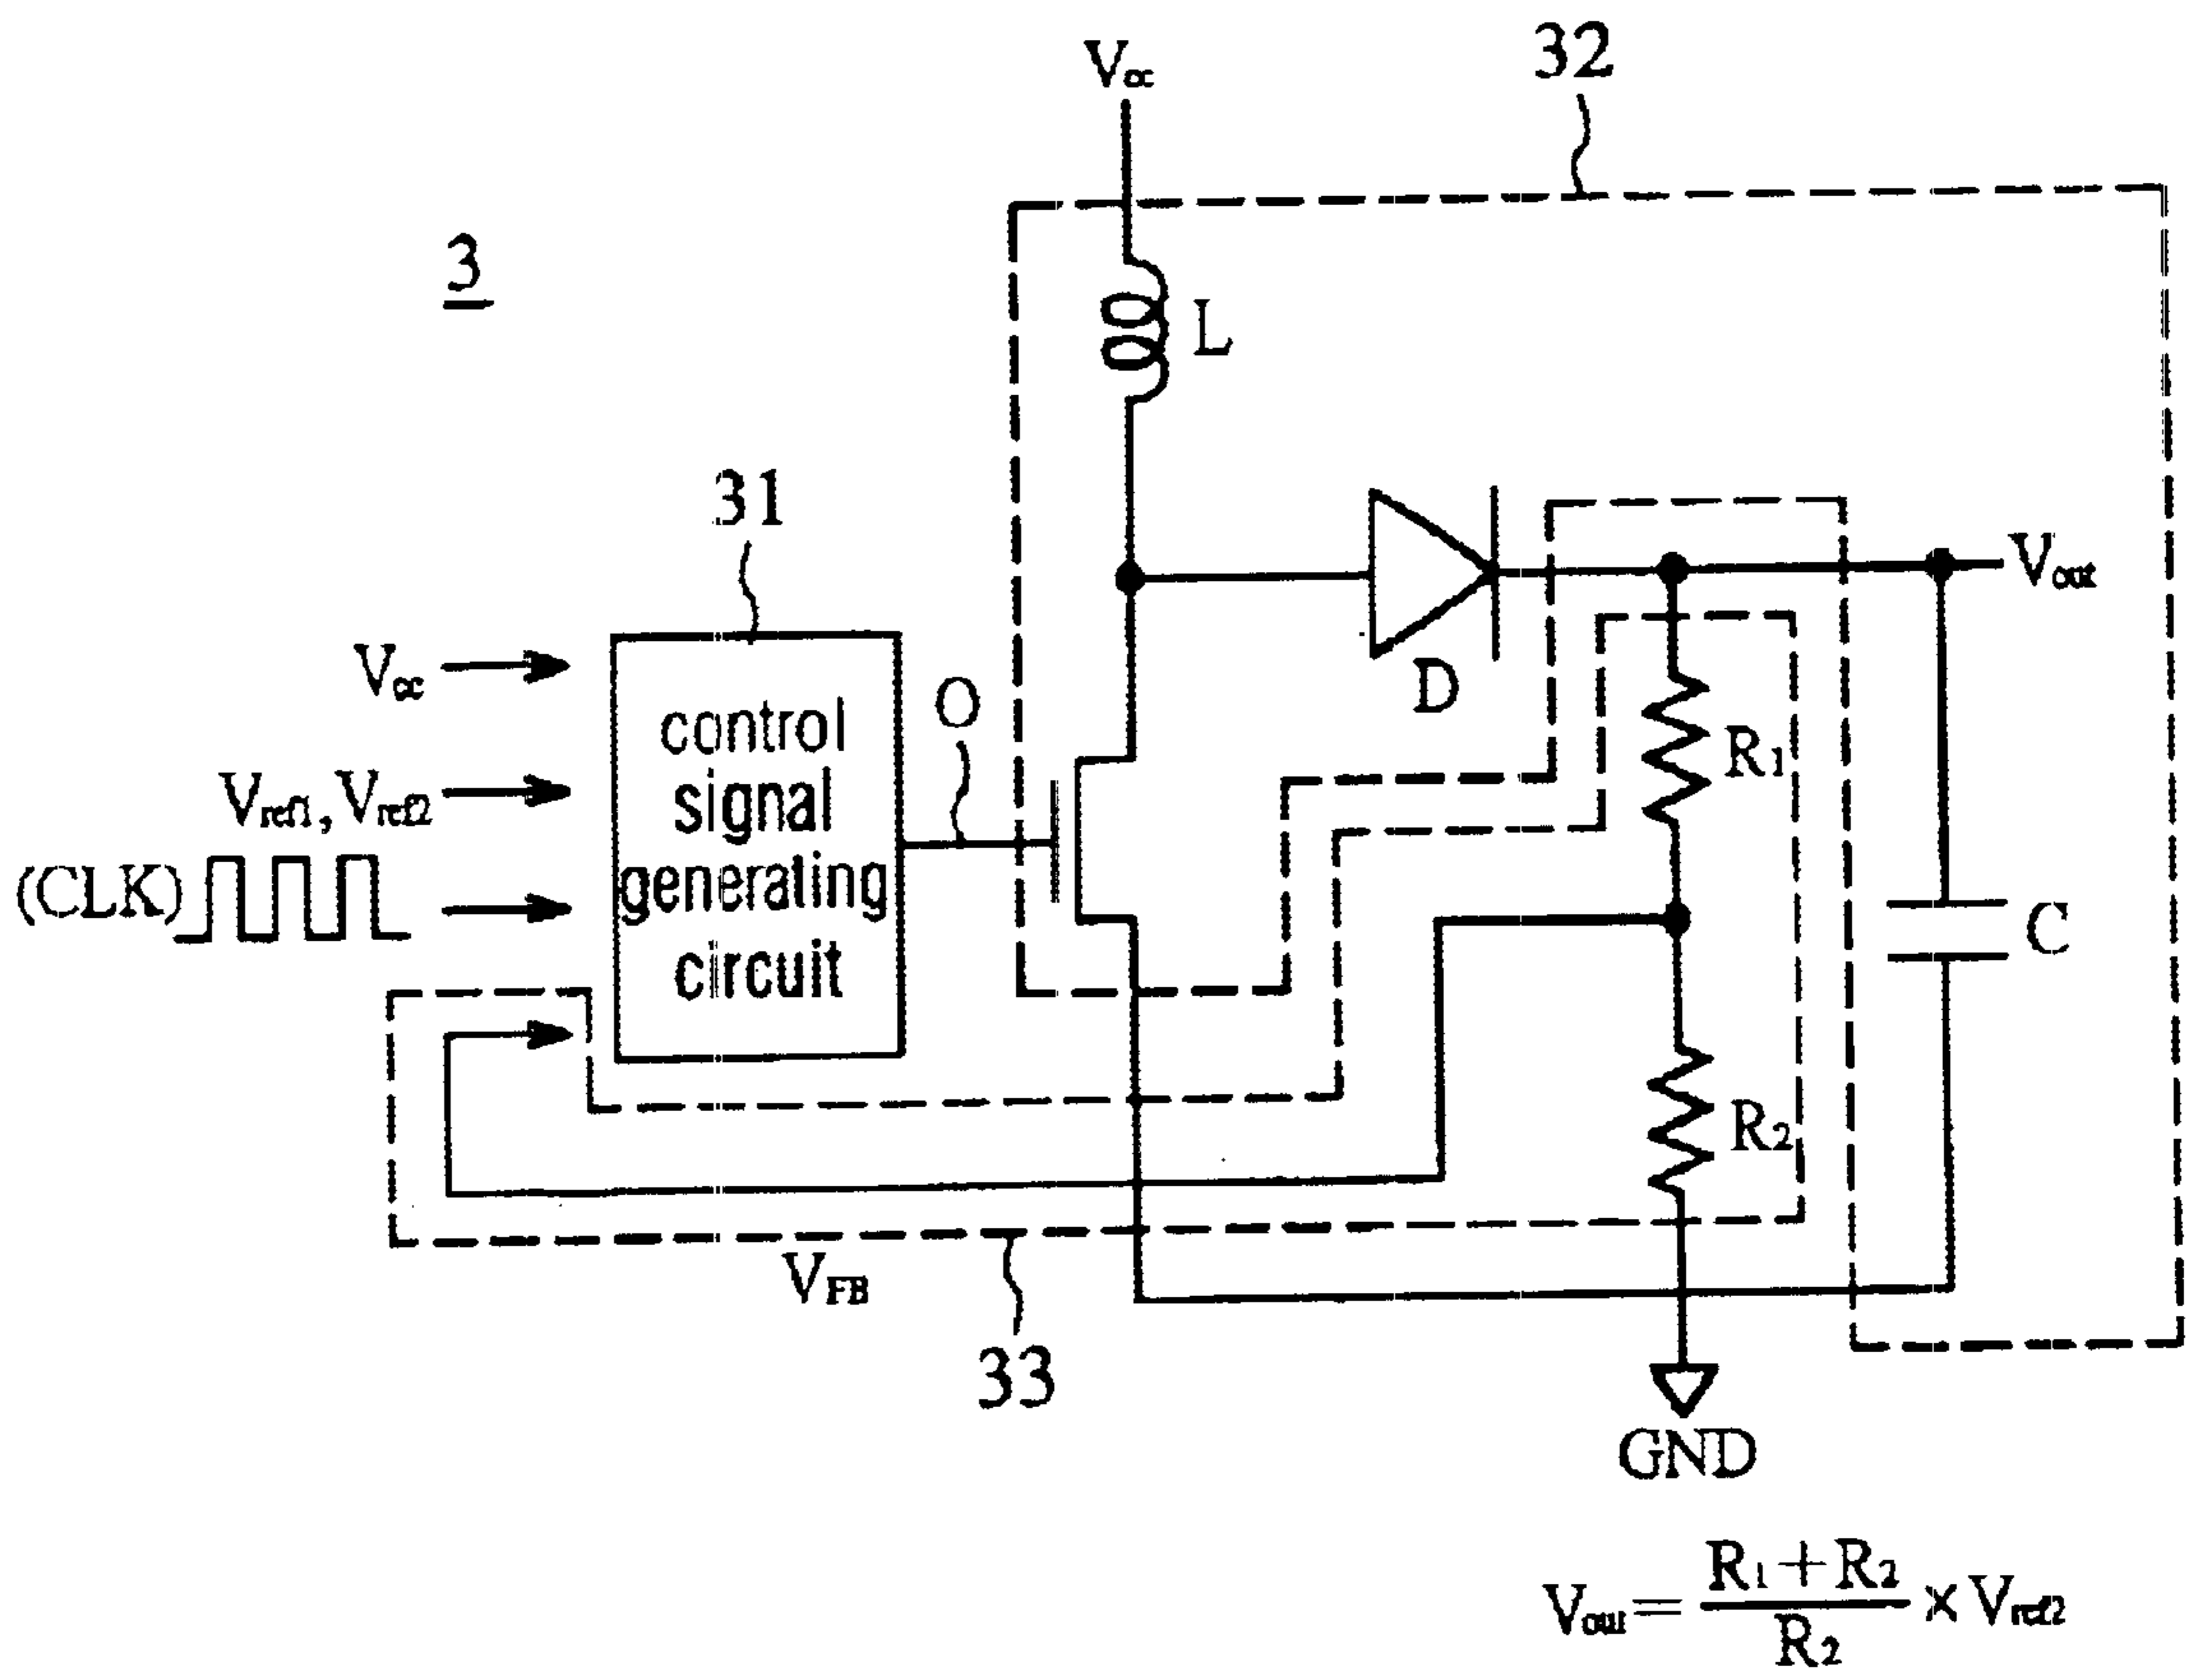 32
Vcc
3
L
31
Vout
D
O
Vcc
R1
control
signal
generating
circuit
Vref1, Vref2
(CLK)
C
R2
VFB
33
GND
Vout = R1+R2 / R2 × Vref2